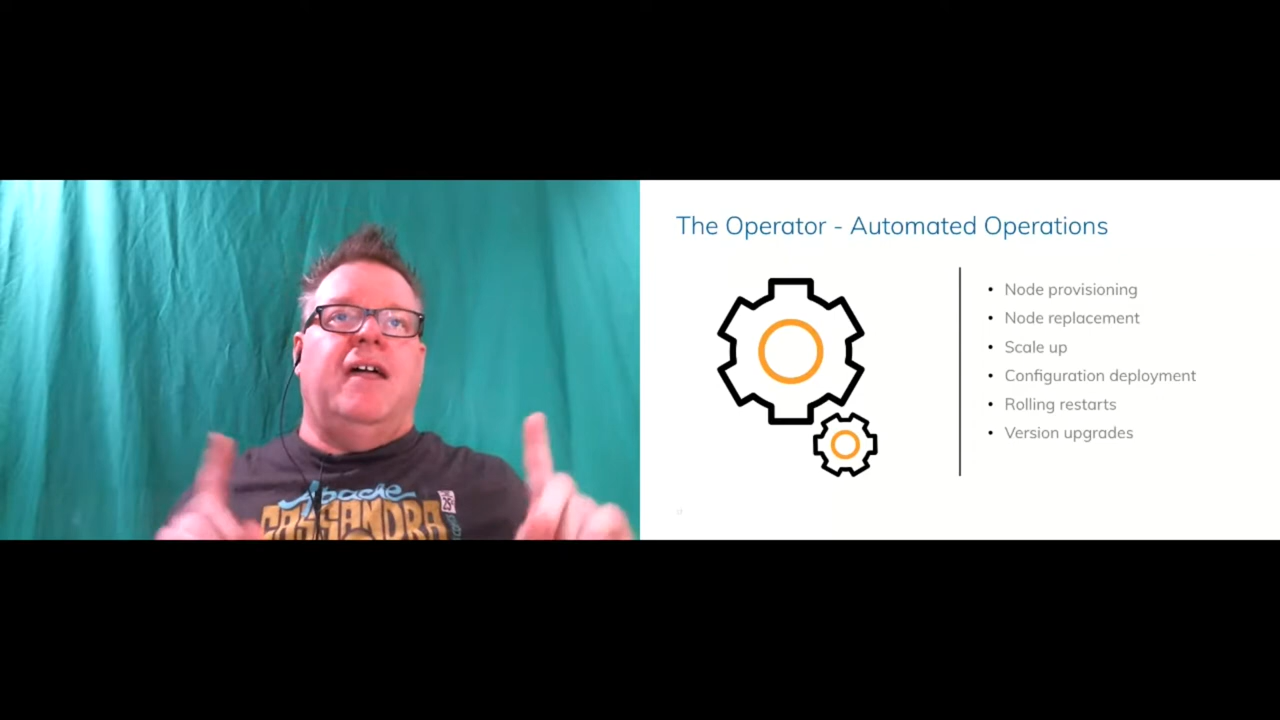 The Operator - Automated Operations
• Node provisioning
• Node replacement
• Scale up
• Configuration deployment
• Rolling restarts
• Version upgrades
Apache
CASSANDRA